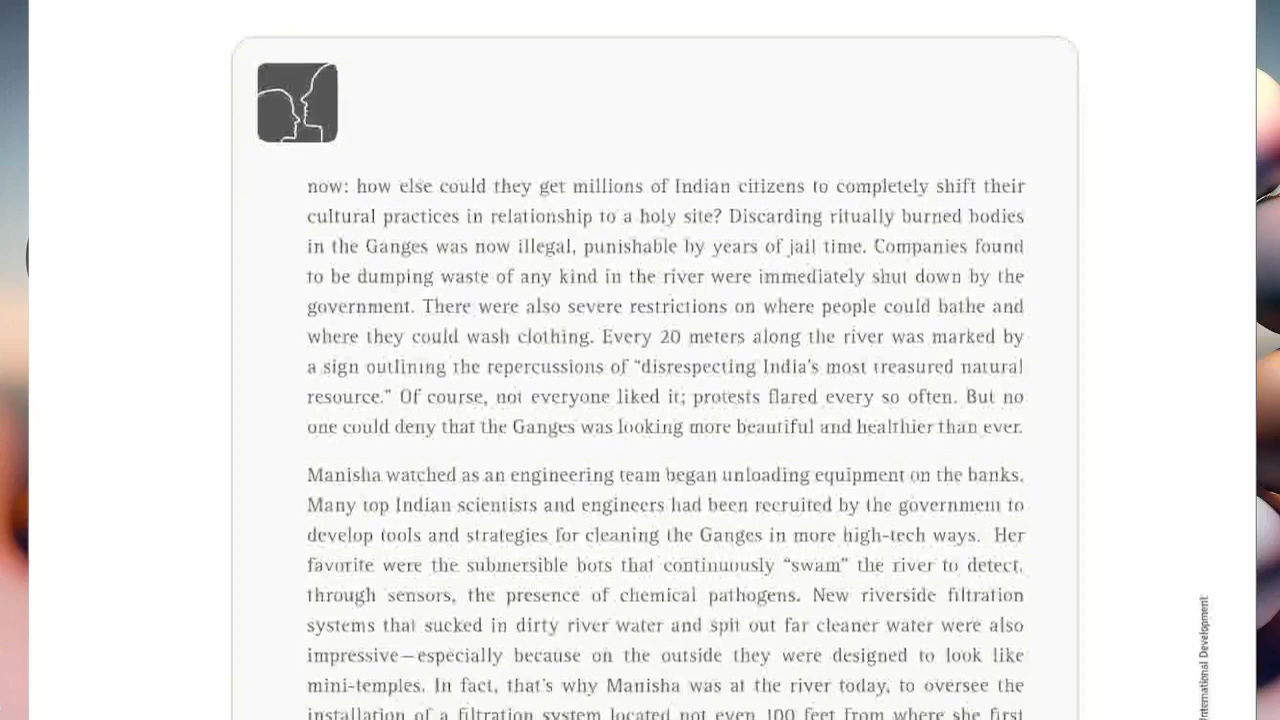 now: how else could they get millions of Indian citizens to completely shift their
cultural practices in relationship to a holy site? Discarding ritually burned bodies
in the Ganges was now illegal, punishable by years of jail time. Companies found
to be dumping waste of any kind in the river were immediately shut down by the
government. There were also severe restrictions on where people could bathe and
where they could wash clothing. Every 20 meters along the river was marked by
a sign outlining the repercussions of “disrespecting India’s most treasured natural
resource.” Of course, not everyone liked it; protests flared every so often. But no
one could deny that the Ganges was looking more beautiful and healthier than ever.
Manisha watched as an engineering team began unloading equipment on the banks.
Many top Indian scientists and engineers had been recruited by the government to
develop tools and strategies for cleaning the Ganges in more high-tech ways. Her
favorite were the submersible bots that continuously “swam” the river to detect,
through sensors, the presence of chemical pathogens. New riverside filtration
systems that sucked in dirty river water and spit out far cleaner water were also
impressive—especially because on the outside they were designed to look like
mini-temples. In fact, that’s why Manisha was at the river today, to oversee the
installation of a filtration system located not even feet from where she first
International Development